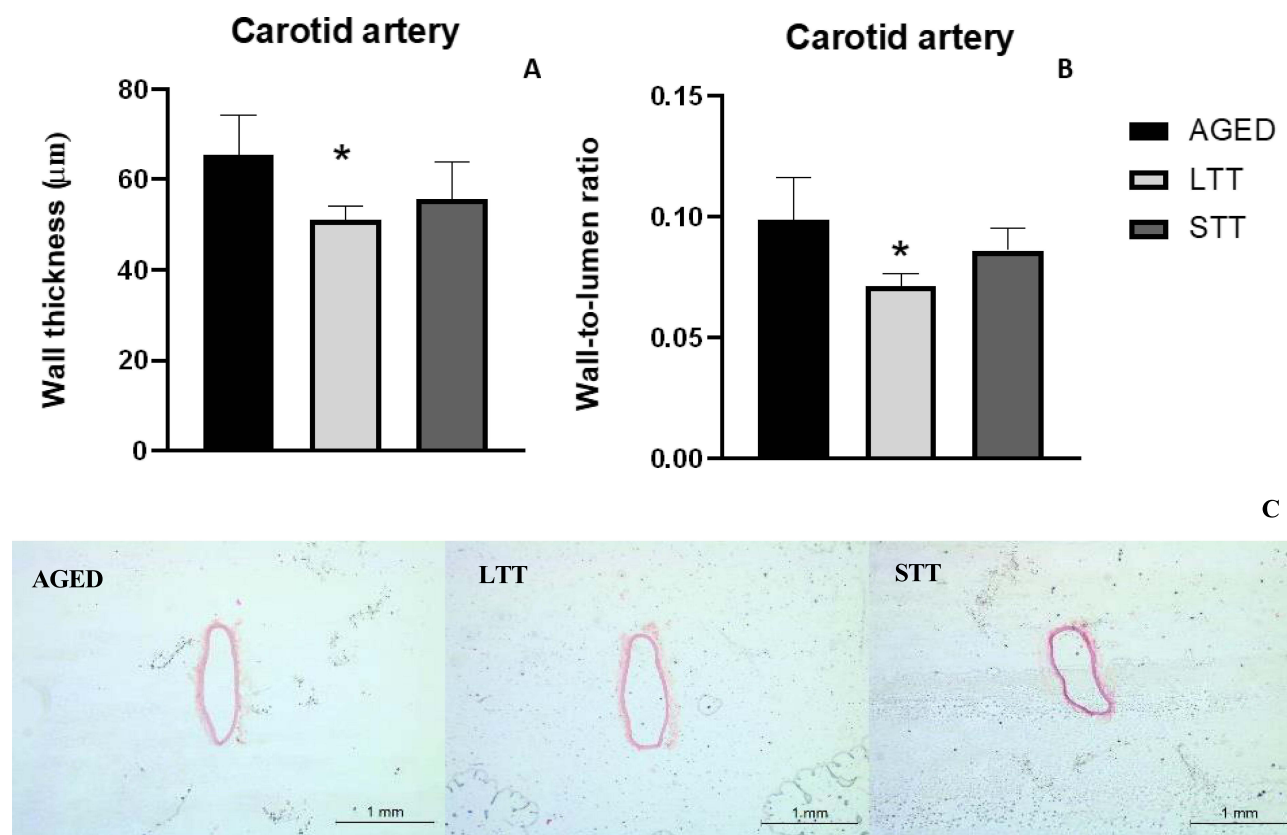 Carotid artery
A
Wall thickness (μm)
80
60
40
20
0
*
Carotid artery
B
Wall-to-lumen ratio
0.15
0.10
0.05
0.00
*
AGED
LTT
STT
C
AGED
1 mm
LTT
1 mm
STT
1 mm